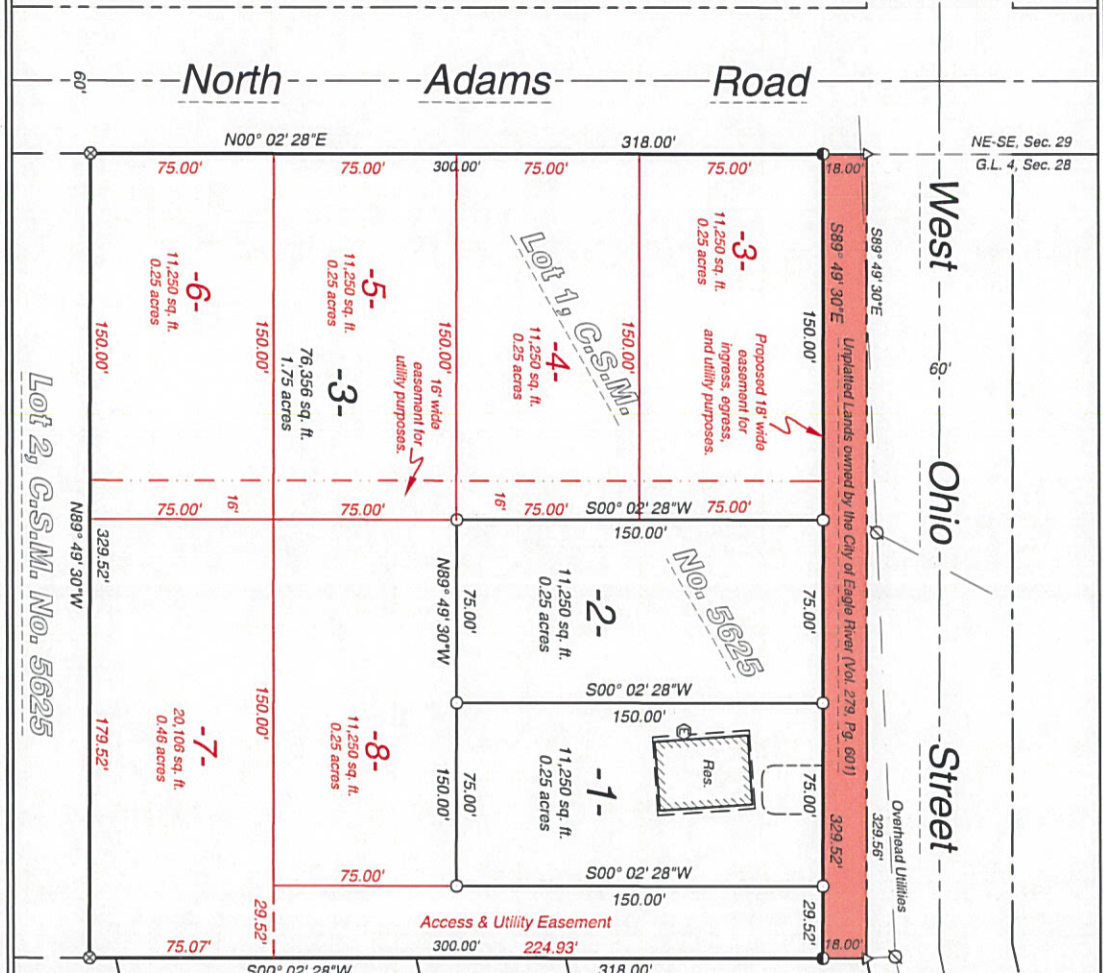 North Adams Road
60'
N00° 02' 28"E
318.00'
NE-SE, Sec. 29
G.L. 4, Sec. 28
75.00'
75.00'
300.00'
75.00'
75.00'
18.00'
West Ohio Street
60'
S89° 49' 30"E
329.56'
Overhead Utilities
S89° 49' 30"E
329.52'
Unplatted Lands owned by the City of Eagle River (Vol. 279, Pg. 601)
-3-
11,250 sq. ft.
0.25 acres
Proposed 18' wide
easement for
ingress, egress,
and utility purposes.
150.00'
Lot 1, C.S.M.
No. 5625
-4-
11,250 sq. ft.
0.25 acres
150.00'
-5-
11,250 sq. ft.
0.25 acres
150.00'
-6-
11,250 sq. ft.
0.25 acres
150.00'
150.00'
-3-
76,356 sq. ft.
1.75 acres
16' wide
easement for
utility purposes.
75.00'
16'
75.00'
16'
75.00'
S00° 02' 28"W
150.00'
75.00'
-2-
11,250 sq. ft.
0.25 acres
75.00'
75.00'
N89° 49' 30"W
150.00'
S00° 02' 28"W
150.00'
-1-
11,250 sq. ft.
0.25 acres
Res.
E
75.00'
75.00'
S00° 02' 28"W
150.00'
-8-
11,250 sq. ft.
0.25 acres
150.00'
75.00'
-7-
20,106 sq. ft.
0.46 acres
179.52'
N89° 49' 30"W
329.52'
Lot 2, C.S.M. No. 5625
Access & Utility Easement
29.52'
29.52'
75.07'
300.00'
224.93'
18.00'
S00° 02' 28"W
318.00'